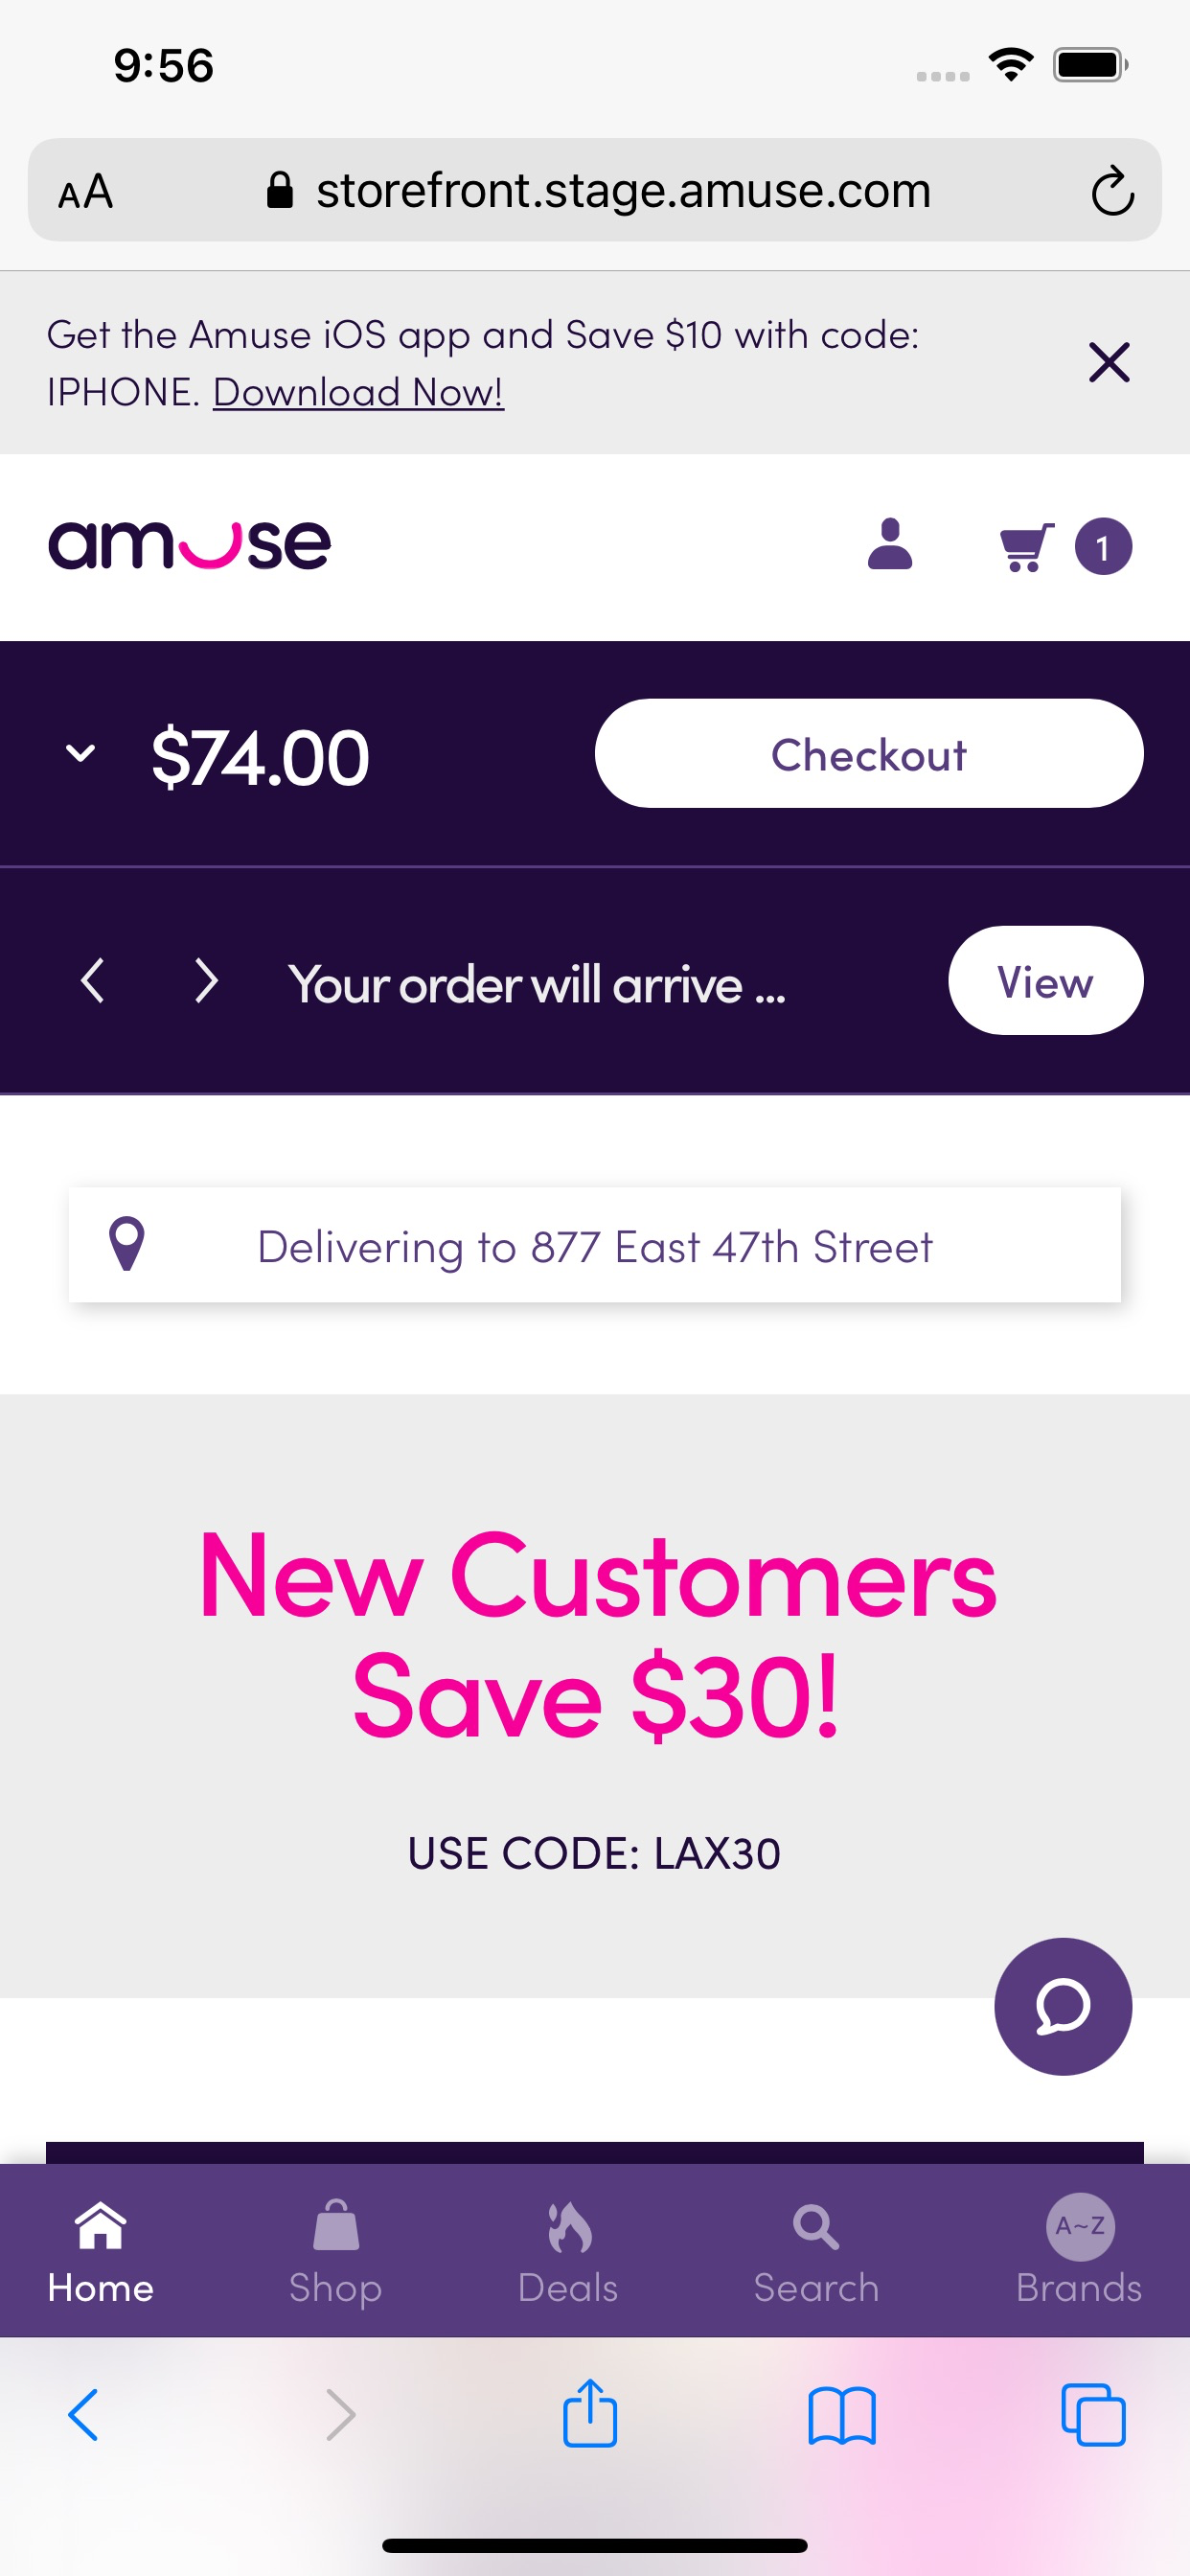 9:56
AA storefront.stage.amuse.com
Get the Amuse iOS app and Save $10 with code:
IPHONE. Download Now!
amuse
1
$74.00 Checkout
Your order will arrive ... View
Delivering to 877 East 47th Street
New Customers
Save $30!
USE CODE: LAX30
A~Z
Home Shop Deals Search Brands